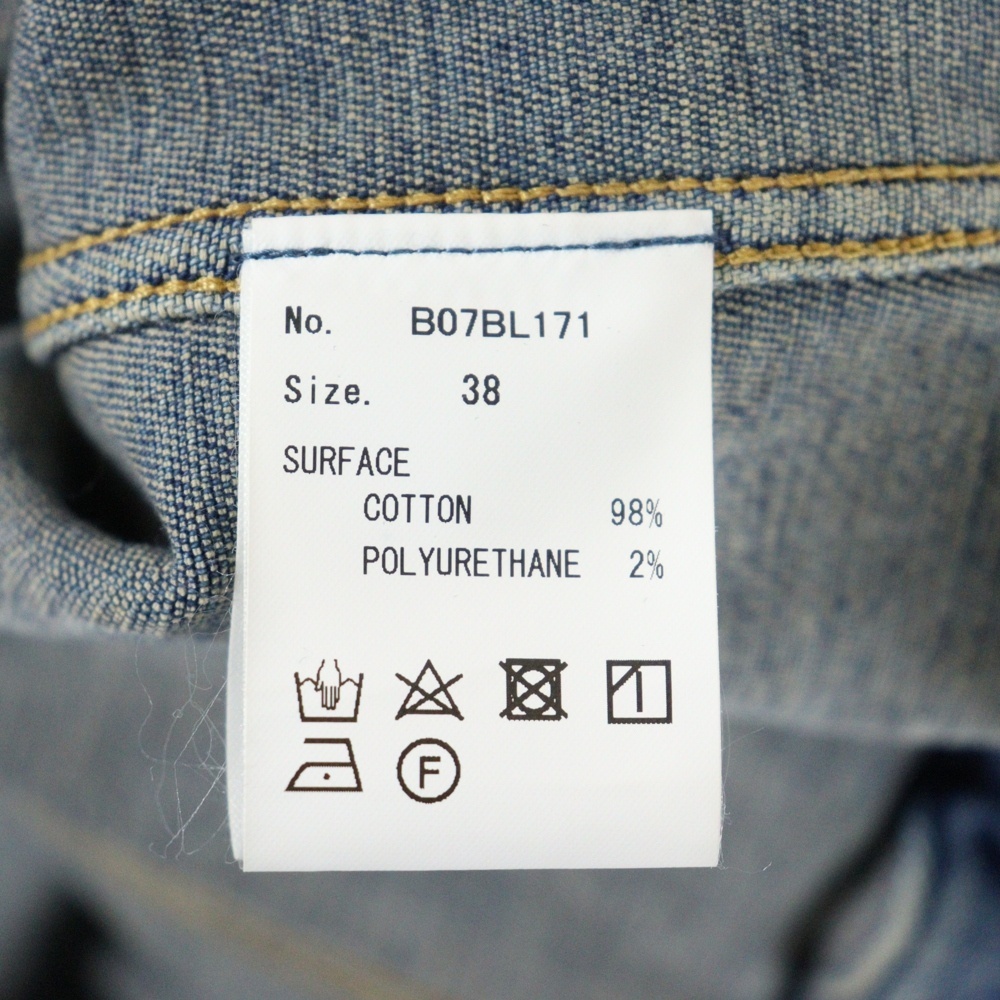 No. B07BL171
Size. 38
SURFACE
COTTON 98%
POLYURETHANE 2%
F